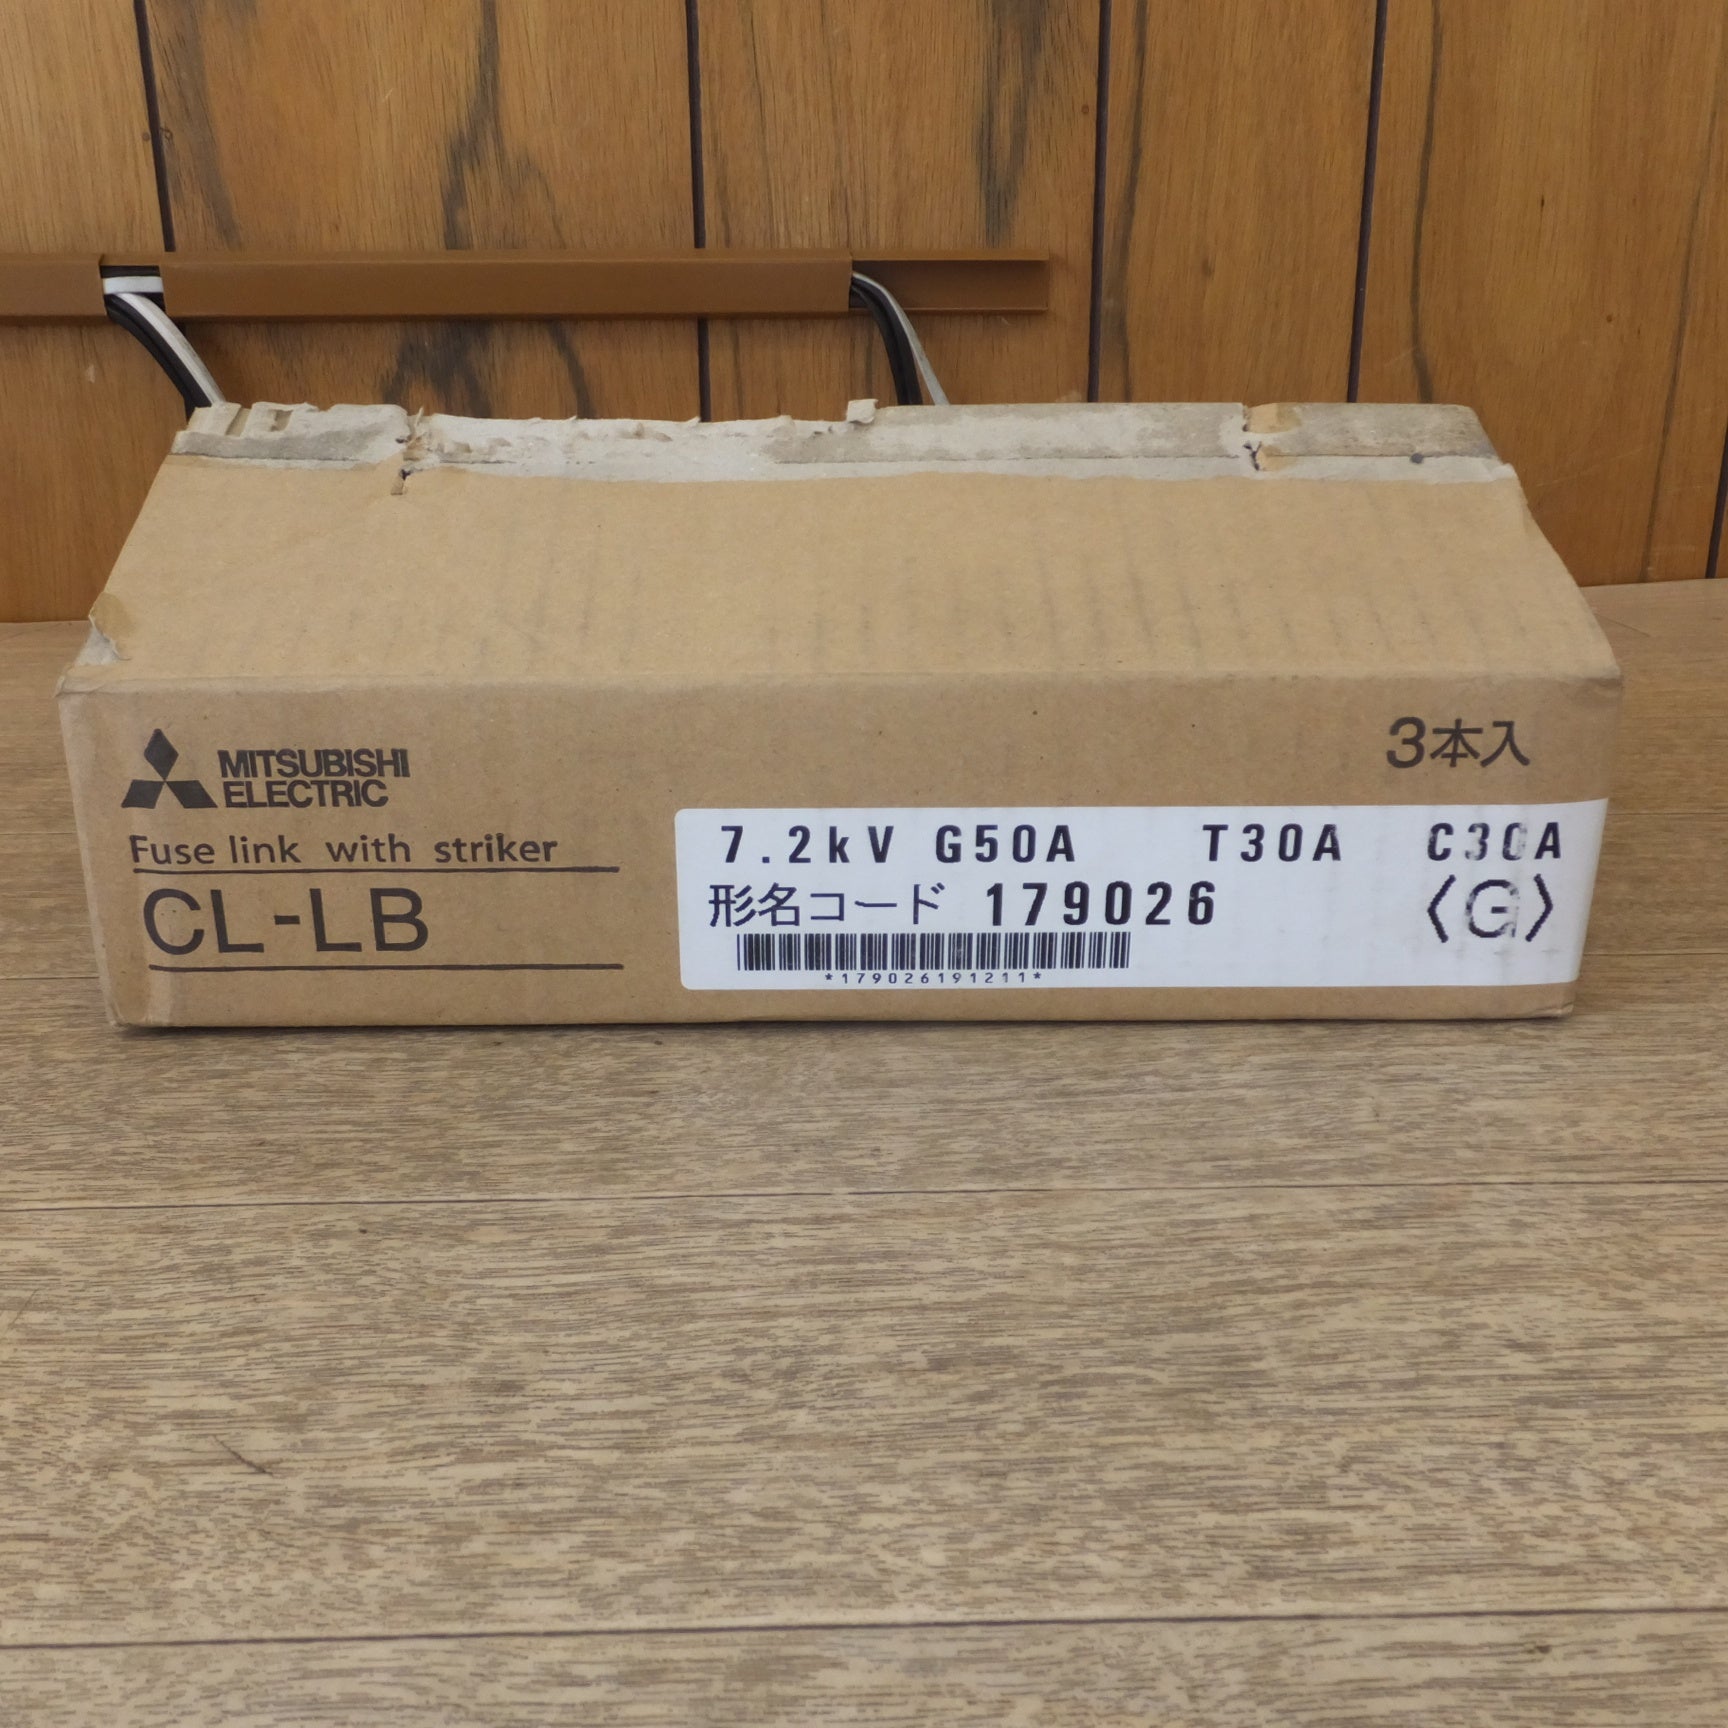 MITSUBISHI
ELECTRIC
Fuse link with striker
CL-LB
3本入
7.2kV G50A T30A C30A
形名コード 179026 〈G〉
*179026191211*